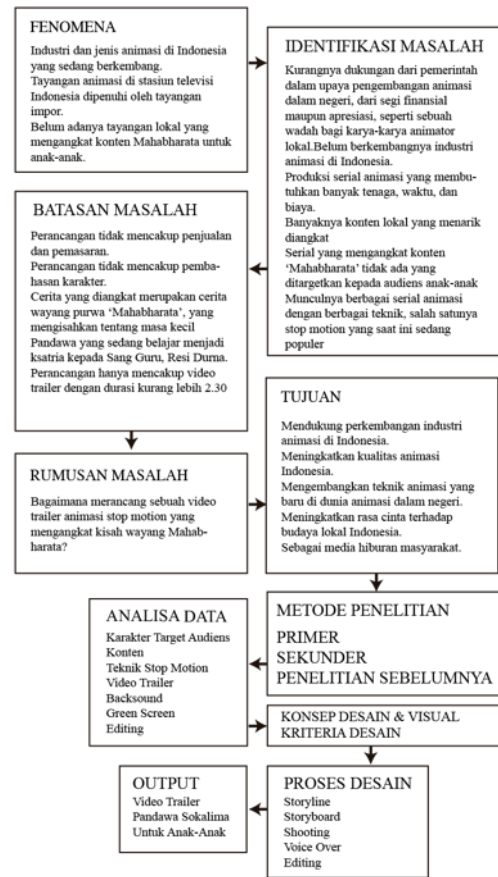 FENOMENA
Industri dan jenis animasi di Indonesia
yang sedang berkembang.
Tayangan animasi di stasiun televisi
Indonesia dipenuhi oleh tayangan
impor.
Belum adanya tayangan lokal yang
mengangkat konten Mahabharata untuk
anak-anak.
IDENTIFIKASI MASALAH
Kurangnya dukungan dari pemerintah
dalam upaya pengembangan animasi
dalam negeri, dari segi finansial
maupun apresiasi, seperti sebuah
wadah bagi karya-karya animator
lokal.Belum berkembangnya industri
animasi di Indonesia.
Produksi serial animasi yang membu-
tuhkan banyak tenaga, waktu, dan
biaya.
Banyaknya konten lokal yang menarik
diangkat
Serial yang mengangkat konten
‘Mahabharata’ tidak ada yang
ditargetkan kepada audiens anak-anak
Munculnya berbagai serial animasi
dengan berbagai teknik, salah satunya
stop motion yang saat ini sedang
populer
BATASAN MASALAH
Perancangan tidak mencakup penjualan
dan pemasaran.
Perancangan tidak mencakup pemba-
hasan karakter.
Cerita yang diangkat merupakan cerita
wayang purwa ‘Mahabharata’, yang
mengisahkan tentang masa kecil
Pandawa yang sedang belajar menjadi
ksatria kepada Sang Guru, Resi Durna.
Perancangan hanya mencakup video
trailer dengan durasi kurang lebih 2.30
RUMUSAN MASALAH
Bagaimana merancang sebuah video
trailer animasi stop motion yang
mengangkat kisah wayang Mahab-
harata?
TUJUAN
Mendukung perkembangan industri
animasi di Indonesia.
Meningkatkan kualitas animasi
Indonesia.
Mengembangkan teknik animasi yang
baru di dunia animasi dalam negeri.
Meningkatkan rasa cinta terhadap
budaya lokal Indonesia.
Sebagai media hiburan masyarakat.
METODE PENELITIAN
PRIMER
SEKUNDER
PENELITIAN SEBELUMNYA
ANALISA DATA
Karakter Target Audiens
Konten
Teknik Stop Motion
Video Trailer
Backsound
Green Screen
Editing
KONSEP DESAIN & VISUAL
KRITERIA DESAIN
PROSES DESAIN
Storyline
Storyboard
Shooting
Voice Over
Editing
OUTPUT
Video Trailer
Pandawa Sokalima
Untuk Anak-Anak